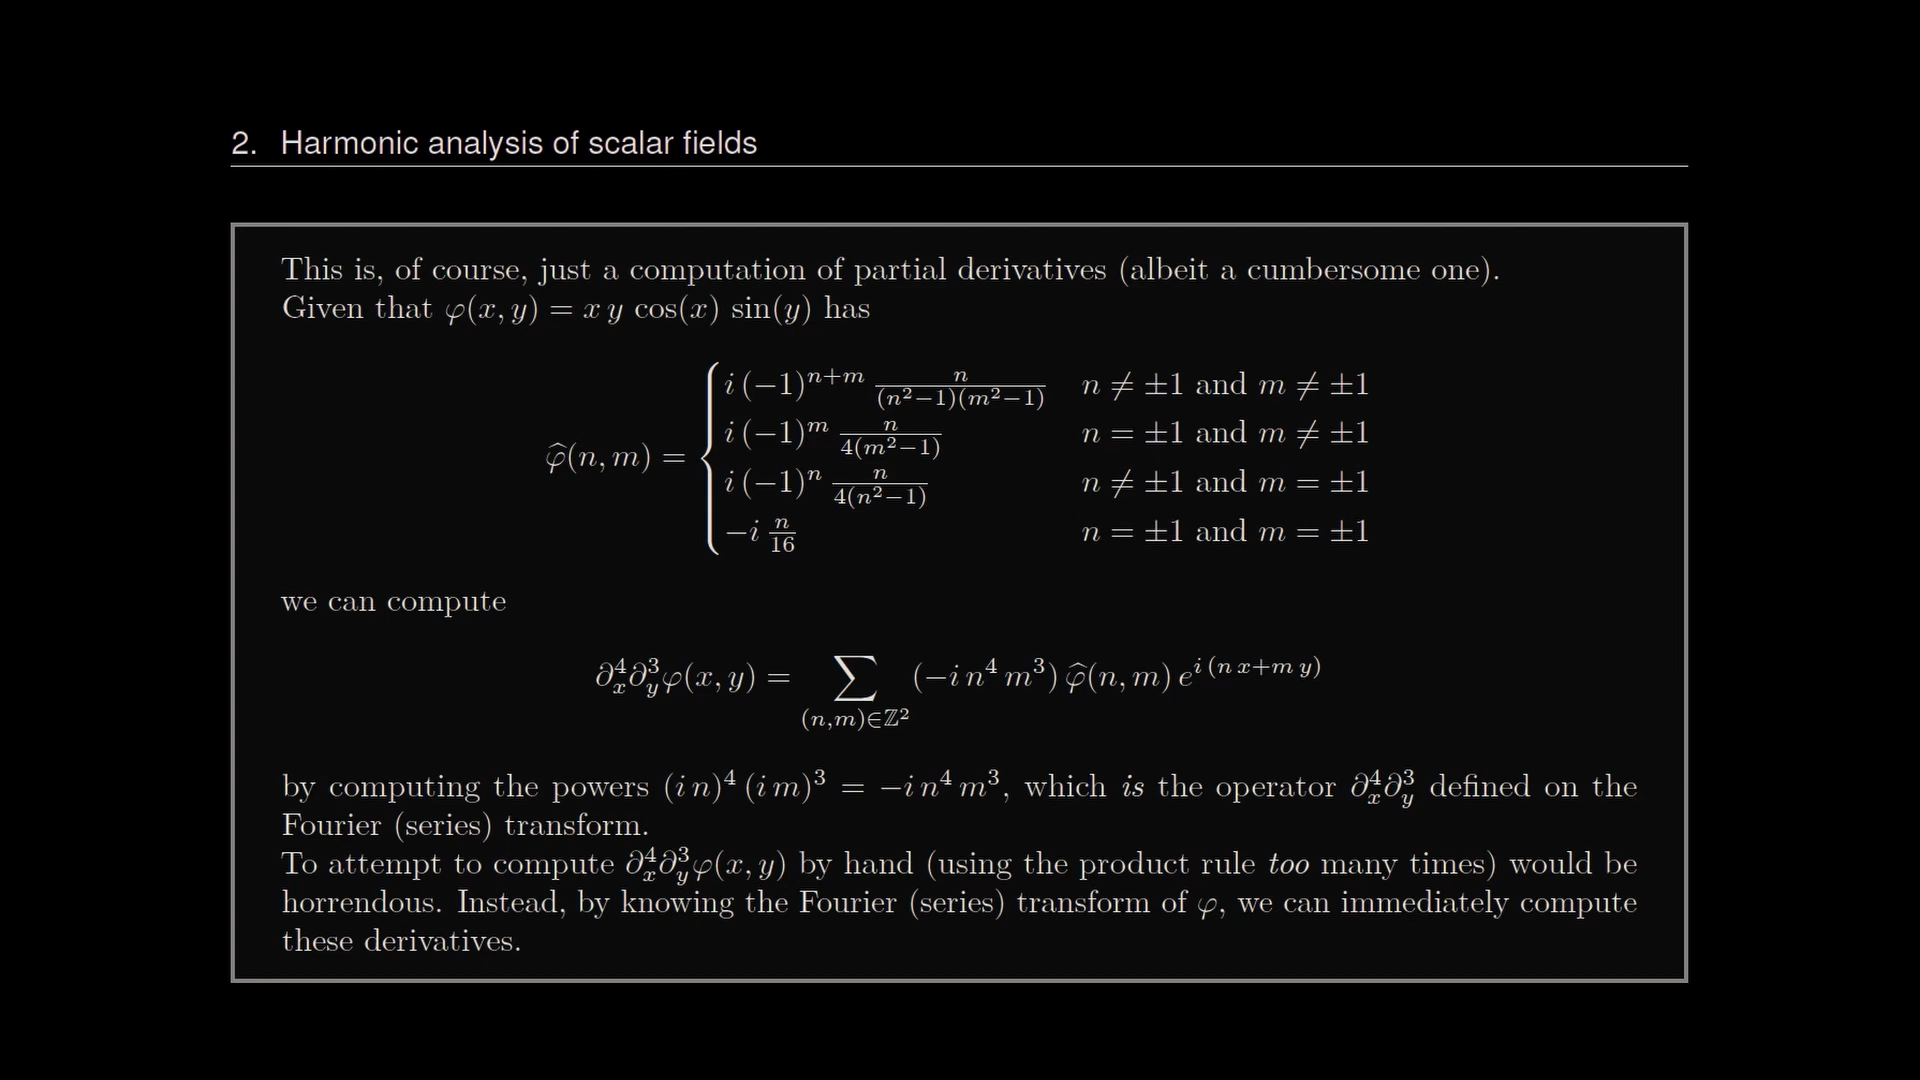 2. Harmonic analysis of scalar fields
This is, of course, just a computation of partial derivatives (albeit a cumbersome one).
Given that φ(x, y) = x y cos(x) sin(y) has
φ̂(n, m) = { i (−1)^{n+m} n/((n²−1)(m²−1))   n ≠ ±1 and m ≠ ±1
i (−1)^m n/(4(m²−1))   n = ±1 and m ≠ ±1
i (−1)^n n/(4(n²−1))   n ≠ ±1 and m = ±1
−i n/16   n = ±1 and m = ±1
we can compute
∂_x^4 ∂_y^3 φ(x, y) = ∑_{(n,m)∈ℤ²} (−i n⁴ m³) φ̂(n, m) e^{i (n x+m y)}
by computing the powers (i n)⁴ (i m)³ = −i n⁴ m³, which is the operator ∂_x^4 ∂_y^3 defined on the
Fourier (series) transform.
To attempt to compute ∂_x^4 ∂_y^3 φ(x, y) by hand (using the product rule too many times) would be
horrendous. Instead, by knowing the Fourier (series) transform of φ, we can immediately compute
these derivatives.